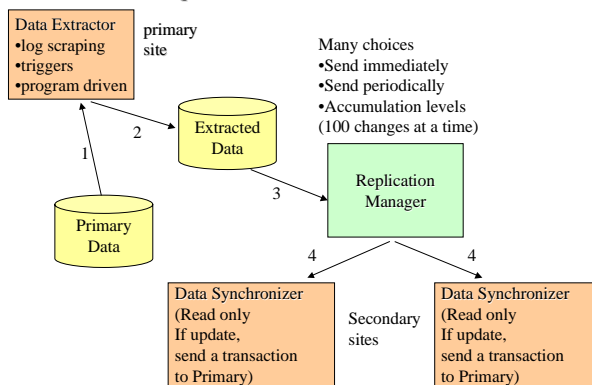 Data Extractor
•log scraping
•triggers
•program driven
primary
site
Many choices
•Send immediately
•Send periodically
•Accumulation levels
(100 changes at a time)
1
2
Extracted
Data
3
Primary
Data
Replication
Manager
4
4
Data Synchronizer
(Read only
If update,
send a transaction
to Primary)
Secondary
sites
Data Synchronizer
(Read only
If update,
send a transaction
to Primary)